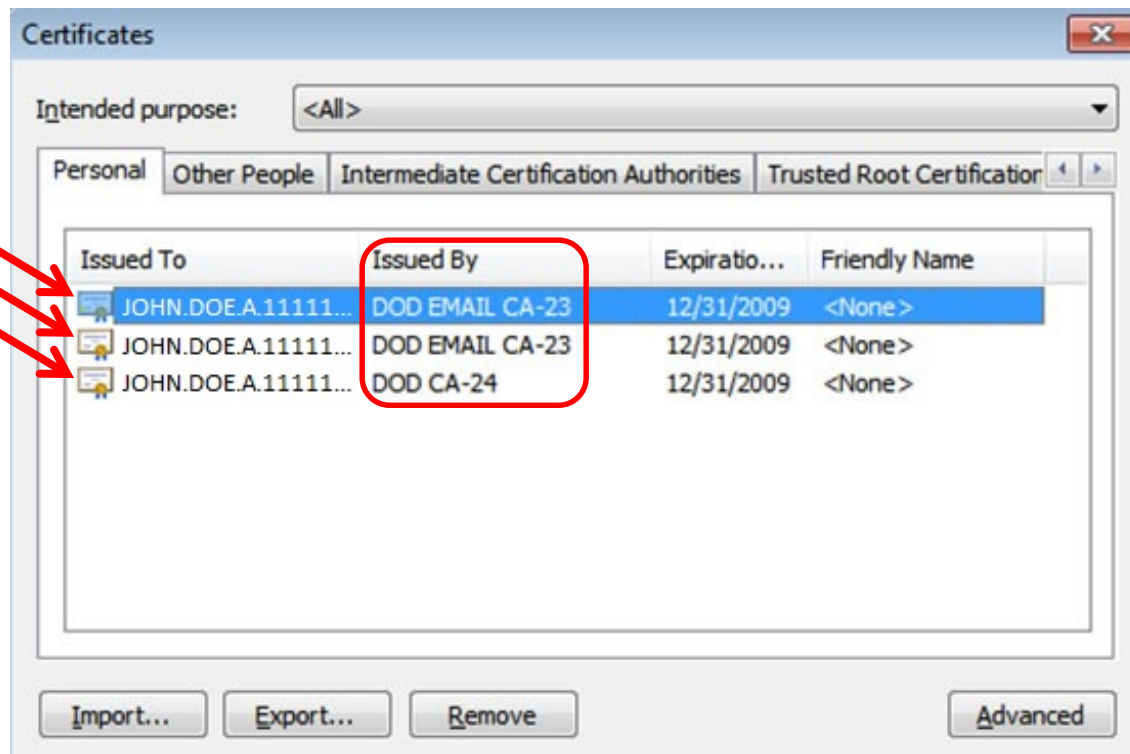 Certificates
Intended purpose: <All>
Personal Other People Intermediate Certification Authorities Trusted Root Certification
Issued To Issued By Expiratio... Friendly Name
JOHN.DOE.A.11111... DOD EMAIL CA-23 12/31/2009 <None>
JOHN.DOE.A.11111... DOD EMAIL CA-23 12/31/2009 <None>
JOHN.DOE.A.11111... DOD CA-24 12/31/2009 <None>
Import... Export... Remove Advanced